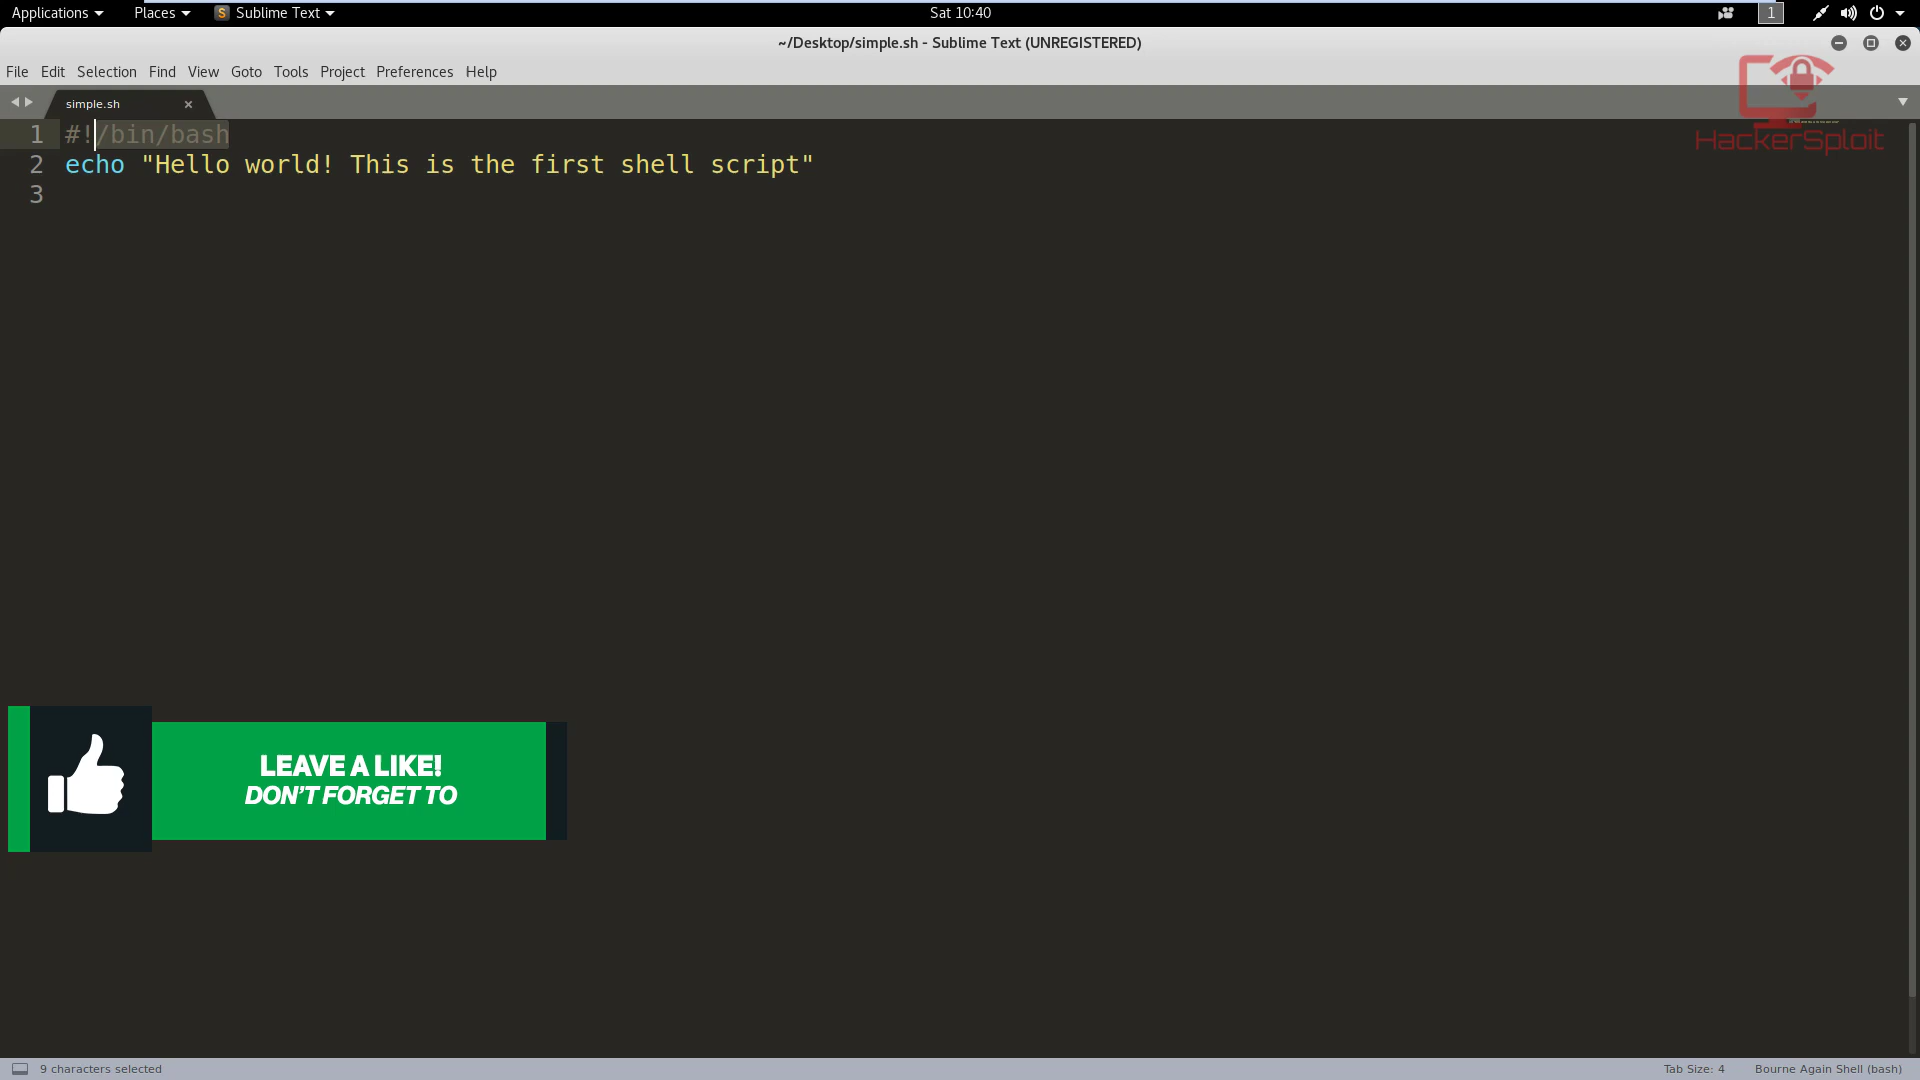 Applications Places Sublime Text Sat 10:40 1
~/Desktop/simple.sh - Sublime Text (UNREGISTERED)
File Edit Selection Find View Goto Tools Project Preferences Help
simple.sh
HackerSploit
1 #!/bin/bash
2 echo "Hello world! This is the first shell script"
3
LEAVE A LIKE!
DON'T FORGET TO
9 characters selected Tab Size: 4 Bourne Again Shell (bash)